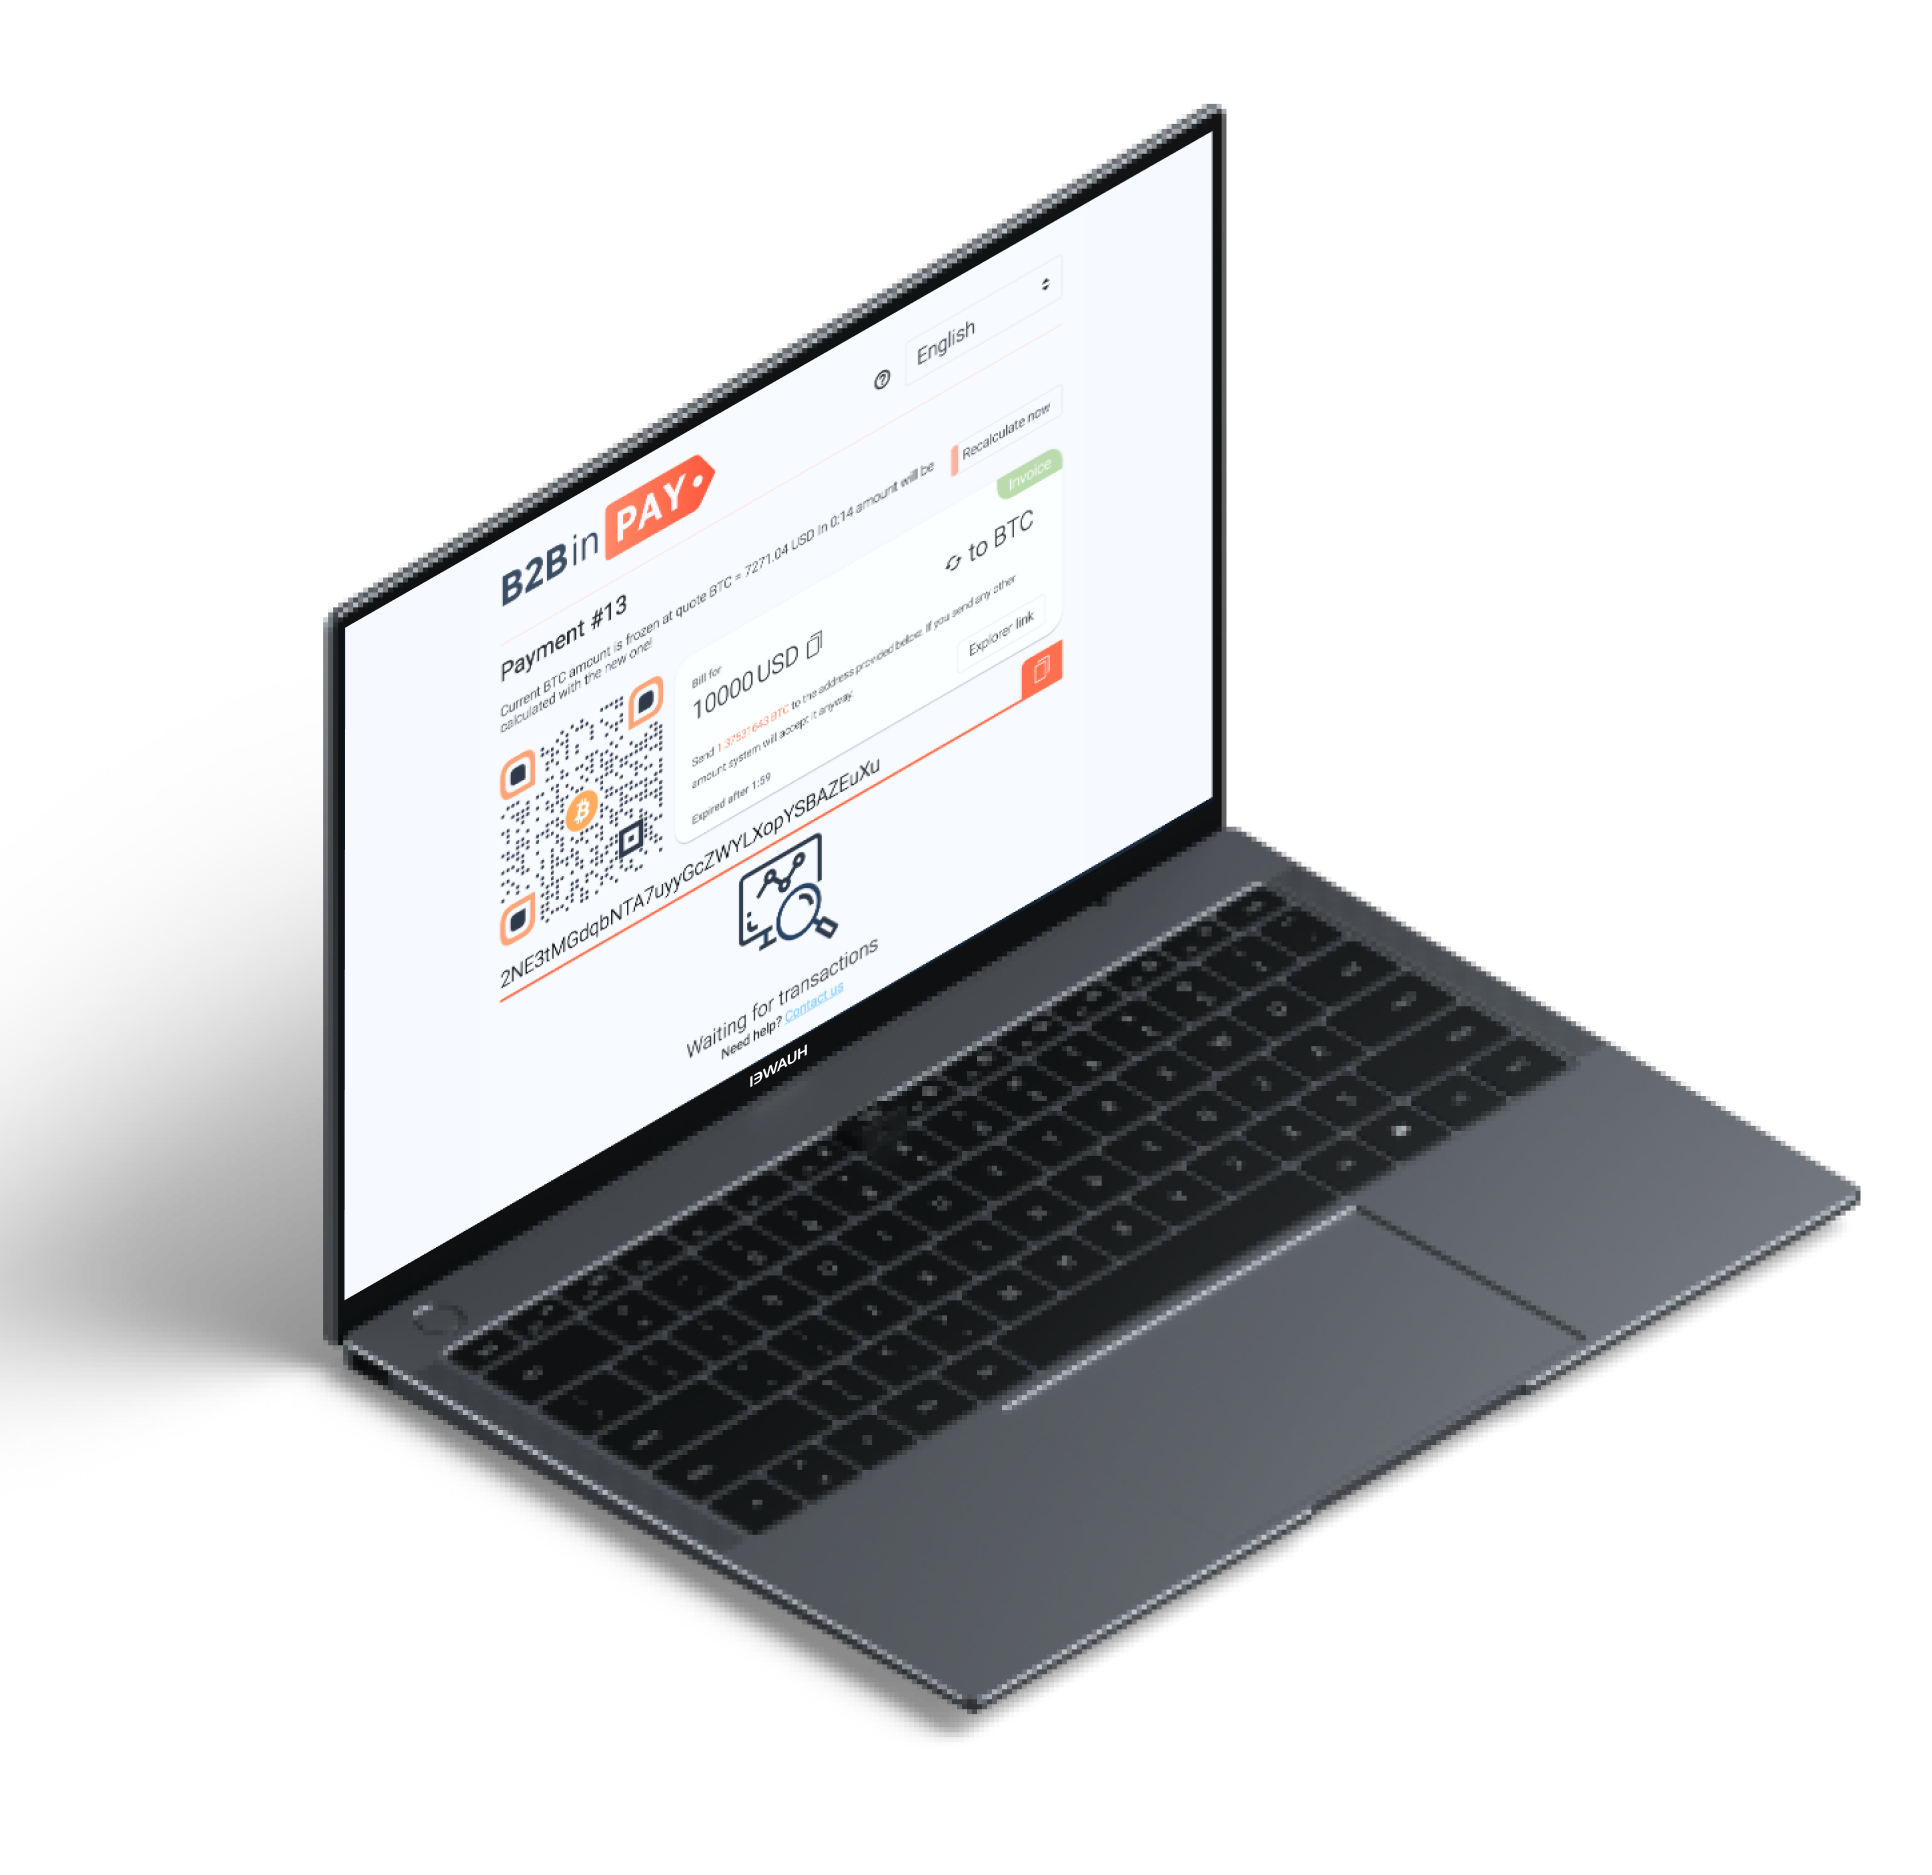 English
B2Bin PAY
Payment #13
Current BTC amount is frozen at quote BTC = 7271.04 USD In 0:14 amount will be
calculated with the new one!
Recalculate now
Invoice
Bill for
10000 USD
to BTC
Send 1.37531643 BTC to the address provided below. If you send any other
amount system will accept it anyway.
Expired after 1:59
Explorer link
2NE3tMGdqbNTA7uyyGcZWYLXopYSBAZEuXu
Waiting for transactions
Need help? Contact us